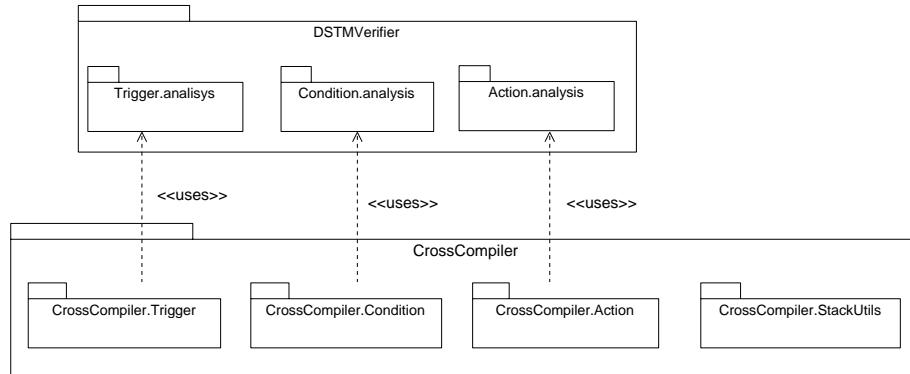 DSTMVerifier
Trigger.analisys
Condition.analysis
Action.analysis
<<uses>>
<<uses>>
<<uses>>
CrossCompiler
CrossCompiler.Trigger
CrossCompiler.Condition
CrossCompiler.Action
CrossCompiler.StackUtils